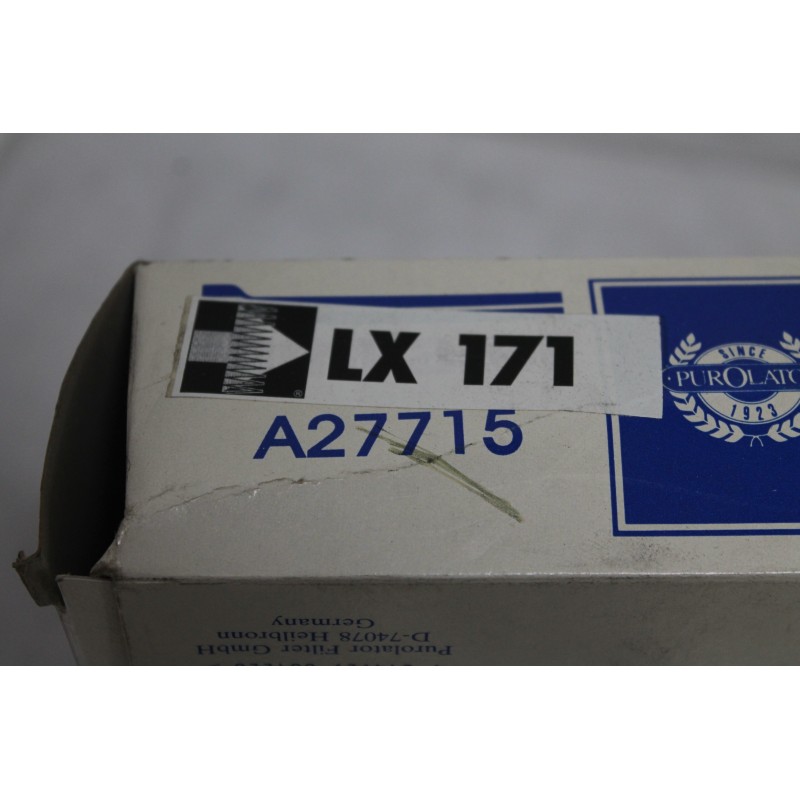 LX 171
®
A27715
SINCE
PUROLATO
1923
Purolator Filter GmbH
D-74078 Heilbronn
Germany